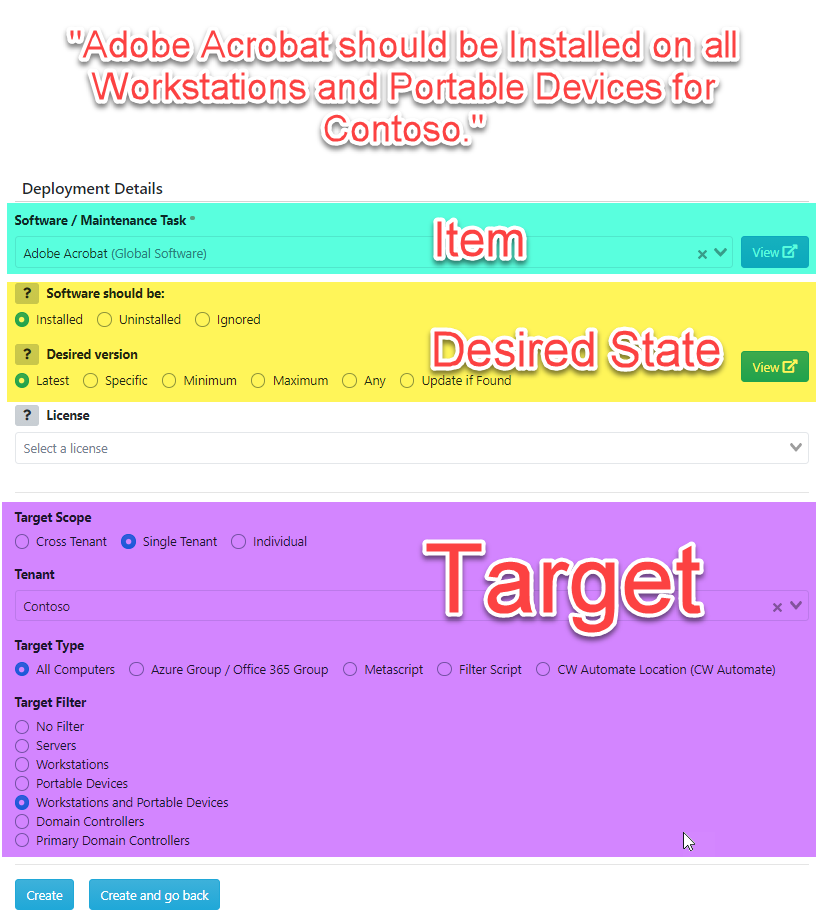 "Adobe Acrobat should be Installed on all
Workstations and Portable Devices for
Contoso."
Deployment Details
Software / Maintenance Task *
Adobe Acrobat (Global Software)
Item
View
? Software should be:
Installed Uninstalled Ignored
Desired State
? Desired version
View
Latest Specific Minimum Maximum Any Update if Found
? License
Select a license
Target Scope
Cross Tenant Single Tenant Individual
Target
Tenant
Contoso
Target Type
All Computers Azure Group / Office 365 Group Metascript Filter Script CW Automate Location (CW Automate)
Target Filter
No Filter
Servers
Workstations
Portable Devices
Workstations and Portable Devices
Domain Controllers
Primary Domain Controllers
Create Create and go back